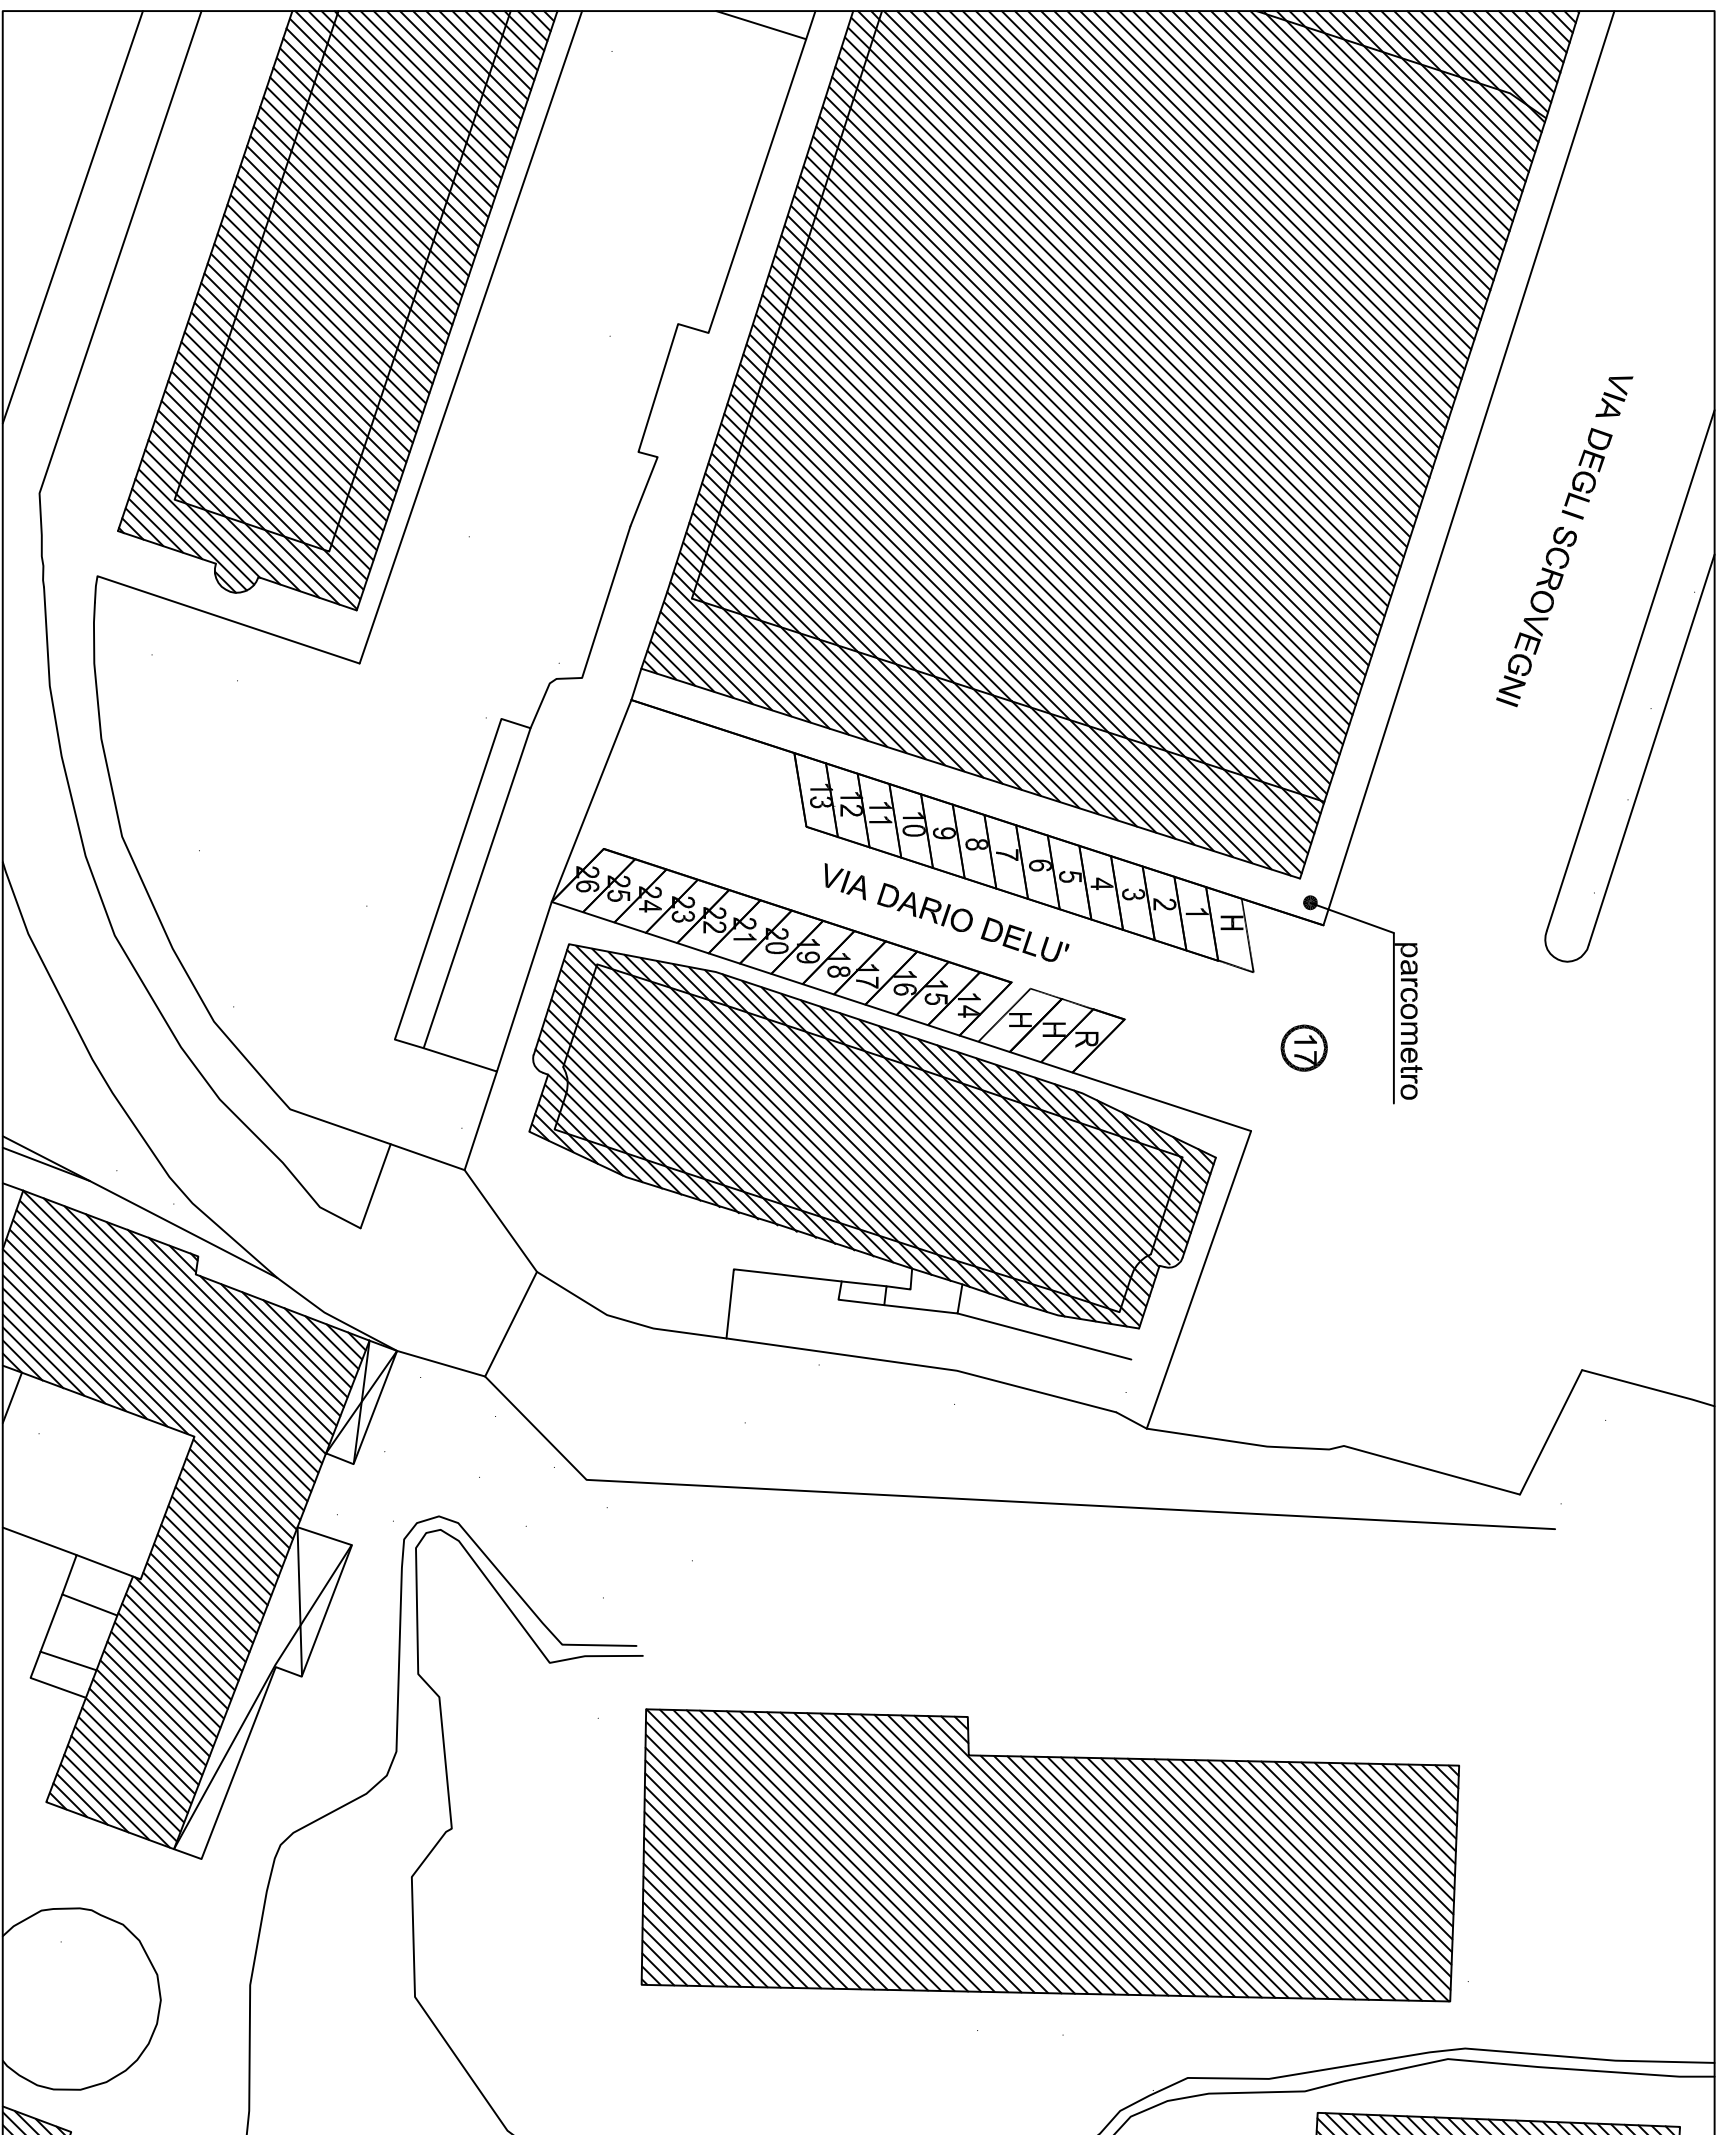 VIA DEGLI SCROVEGNI
13 12 11 10 9 8 7 6 5 4 3 2 1 H
VIA DARIO DELU'
26 25 24 23 22 21 20 19 18 17 16 15 14 H H R
parcometro
17